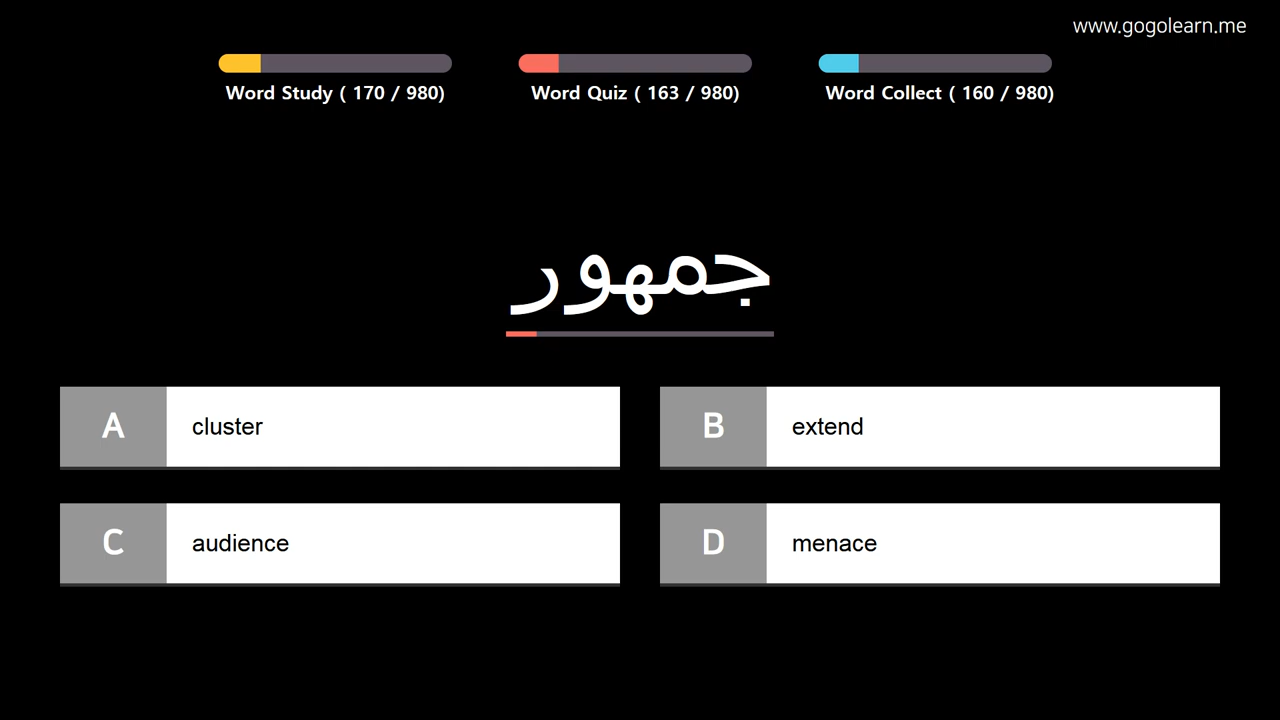 www.gogolearn.me
Word Study ( 170 / 980)
Word Quiz ( 163 / 980)
Word Collect ( 160 / 980)
جمهور
A cluster
B extend
C audience
D menace